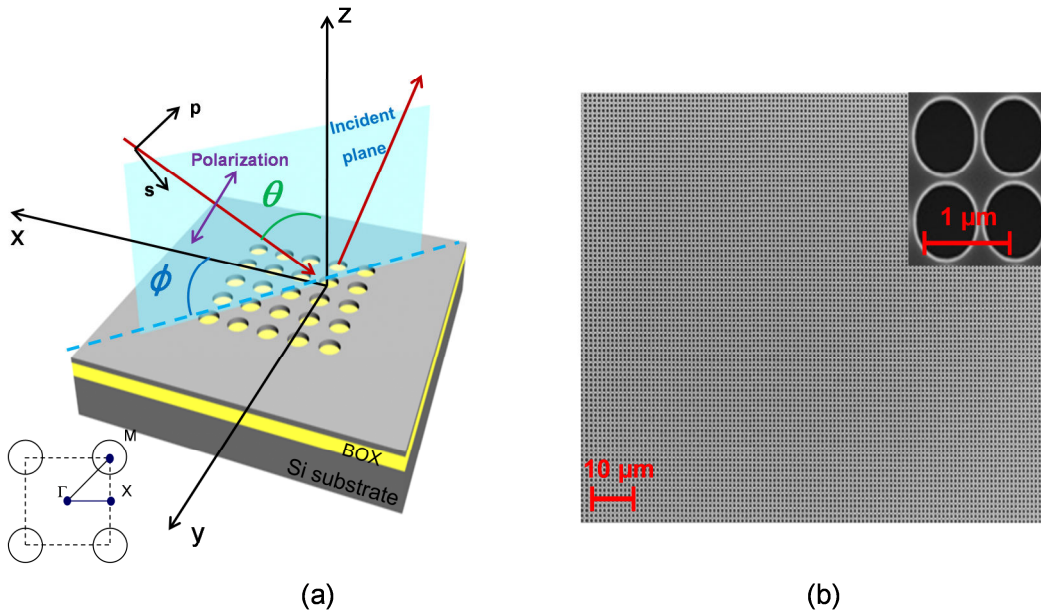 z
p
Incident
plane
Polarization
s
θ
x
ϕ
1 µm
M
BOX
Γ
X
Si substrate
10 µm
y
(a)
(b)